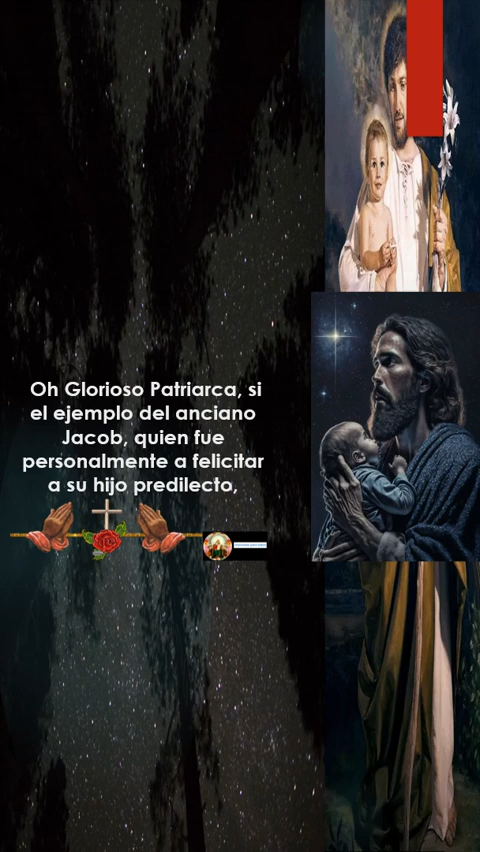 Oh Glorioso Patriarca, si
el ejemplo del anciano
Jacob, quien fue
personalmente a felicitar
a su hijo predilecto,